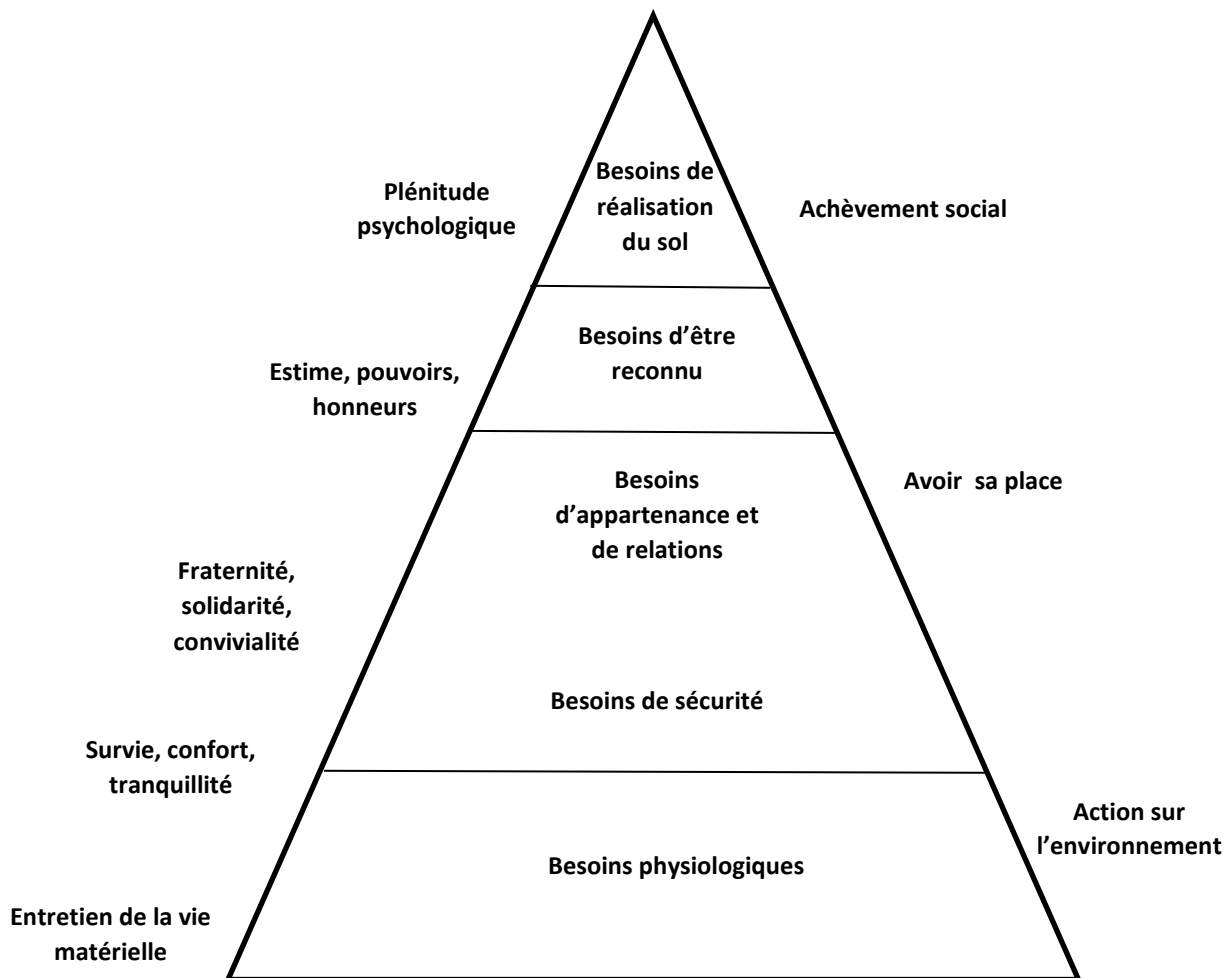 Besoins de
réalisation
du sol
Plénitude
psychologique
Achèvement social
Besoins d’être
reconnu
Estime, pouvoirs,
honneurs
Besoins
d’appartenance et
de relations
Avoir  sa place
Fraternité,
solidarité,
convivialité
Besoins de sécurité
Survie, confort,
tranquillité
Action sur
l’environnement
Besoins physiologiques
Entretien de la vie
matérielle